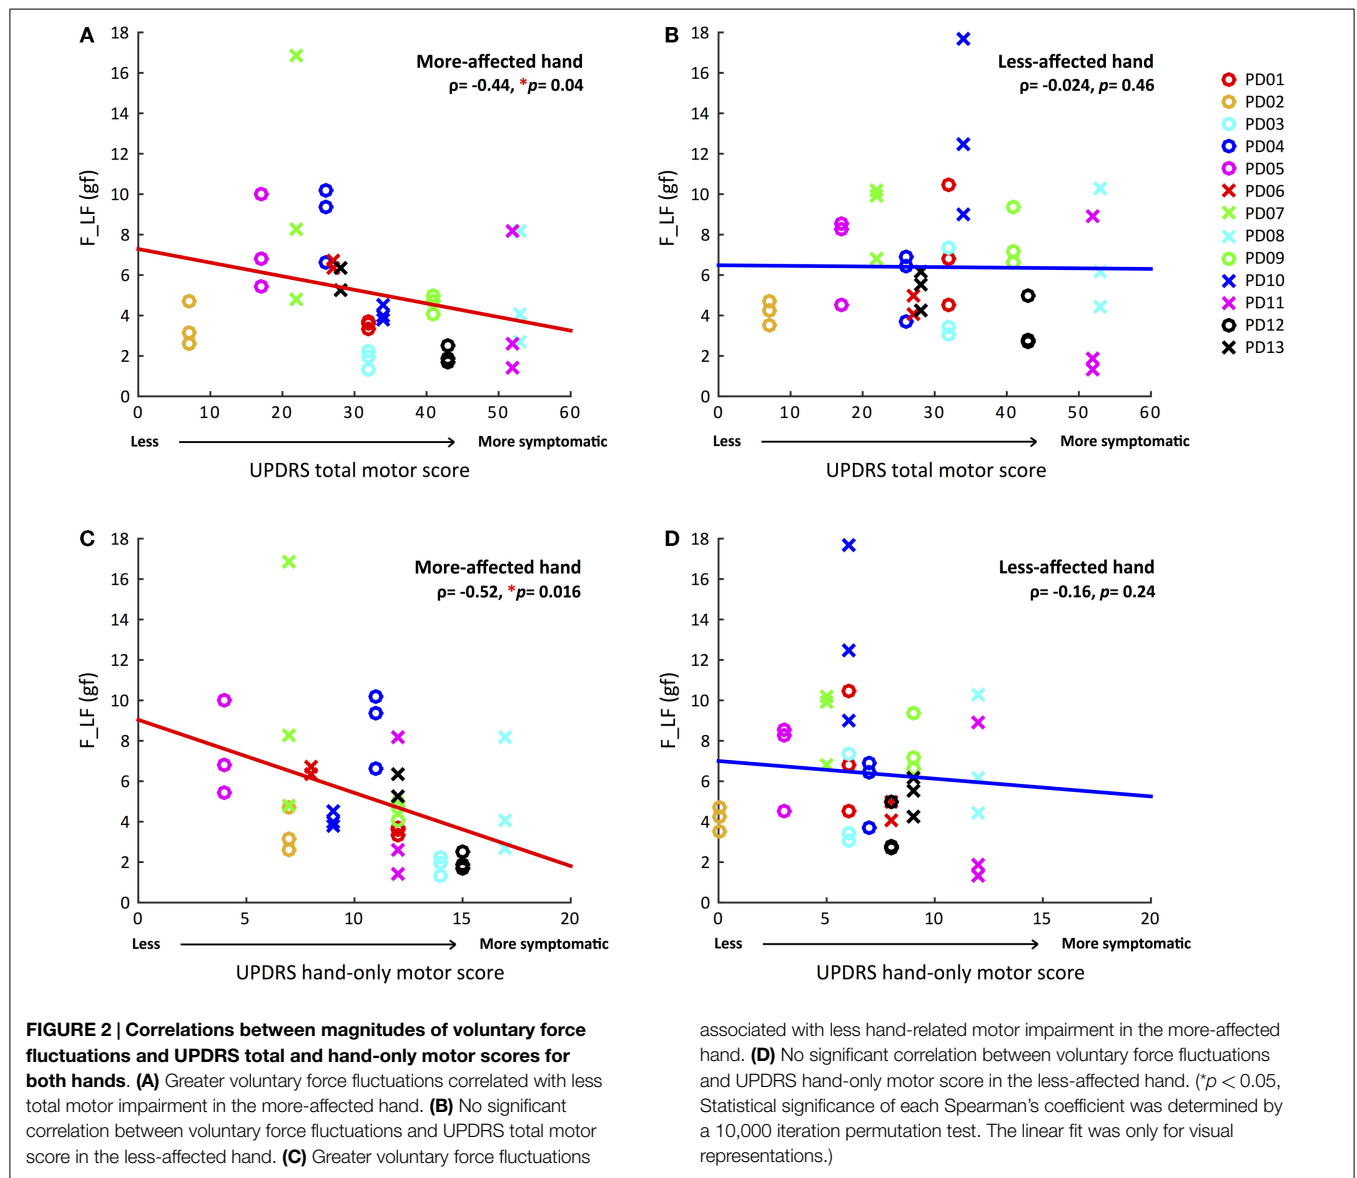 A
More-affected hand
ρ= -0.44, *p= 0.04
F_LF (gf)
18
16
14
12
10
8
6
4
2
0
0 10 20 30 40 50 60
Less More symptomatic
UPDRS total motor score
B
Less-affected hand
ρ= -0.024, p= 0.46
F_LF (gf)
18
16
14
12
10
8
6
4
2
0
0 10 20 30 40 50 60
Less More symptomatic
UPDRS total motor score
PD01
PD02
PD03
PD04
PD05
PD06
PD07
PD08
PD09
PD10
PD11
PD12
PD13
C
More-affected hand
ρ= -0.52, *p= 0.016
F_LF (gf)
18
16
14
12
10
8
6
4
2
0
0 5 10 15 20
Less More symptomatic
UPDRS hand-only motor score
D
Less-affected hand
ρ= -0.16, p= 0.24
F_LF (gf)
18
16
14
12
10
8
6
4
2
0
0 5 10 15 20
Less More symptomatic
UPDRS hand-only motor score
FIGURE 2 | Correlations between magnitudes of voluntary force
fluctuations and UPDRS total and hand-only motor scores for
both hands. (A) Greater voluntary force fluctuations correlated with less
total motor impairment in the more-affected hand. (B) No significant
correlation between voluntary force fluctuations and UPDRS total motor
score in the less-affected hand. (C) Greater voluntary force fluctuations
associated with less hand-related motor impairment in the more-affected
hand. (D) No significant correlation between voluntary force fluctuations
and UPDRS hand-only motor score in the less-affected hand. (*p < 0.05,
Statistical significance of each Spearman's coefficient was determined by
a 10,000 iteration permutation test. The linear fit was only for visual
representations.)